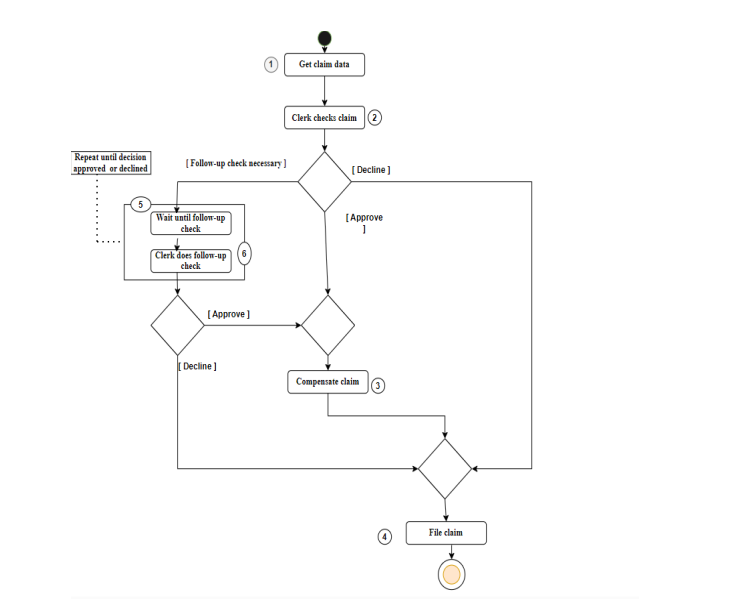 1
Get claim data
Clerk checks claim
2
Repeat until decision
approved or declined
[ Follow-up check necessary ]
[ Decline ]
[ Approve
]
5
Wait until follow-up
check
Clerk does follow-up
check
6
[ Approve ]
[ Decline ]
Compensate claim
3
4
File claim